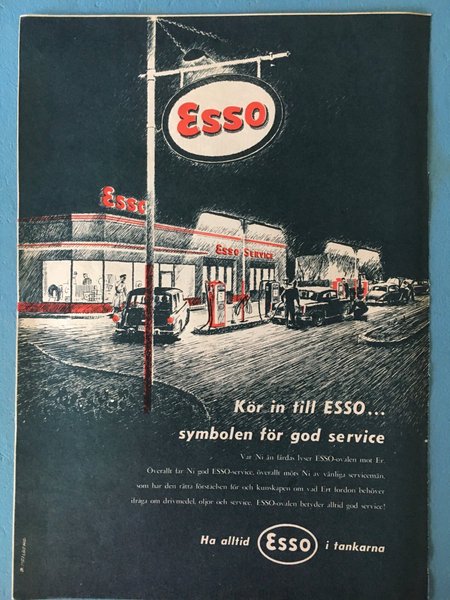 Esso
Esso
Esso Service
Kör in till ESSO...
symbolen för god service
Var Ni än färdas lyser ESSO-ovalen mot Er.
Överallt får Ni god ESSO-service, överallt möts Ni av vänliga servicemän,
som har den rätta förståelsen för och kunskapen om vad Ert fordon behöver
ifråga om drivmedel, oljor och service. ESSO-ovalen betyder alltid god service!
Ha alltid Esso i tankarna